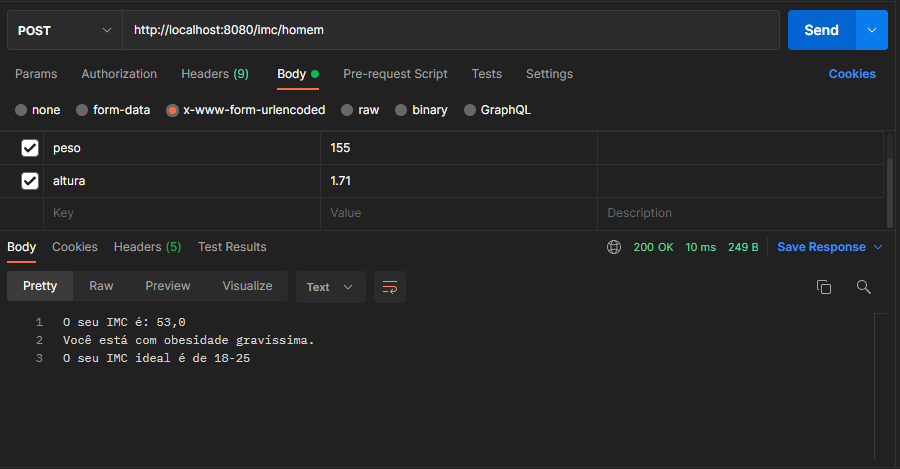 POST http://localhost:8080/imc/homem Send
Params Authorization Headers (9) Body Pre-request Script Tests Settings Cookies
none form-data x-www-form-urlencoded raw binary GraphQL
peso 155
altura 1.71
Key Value Description
Body Cookies Headers (5) Test Results 200 OK 10 ms 249 B Save Response
Pretty Raw Preview Visualize Text
1 O seu IMC é: 53,0
2 Você está com obesidade gravíssima.
3 O seu IMC ideal é de 18-25